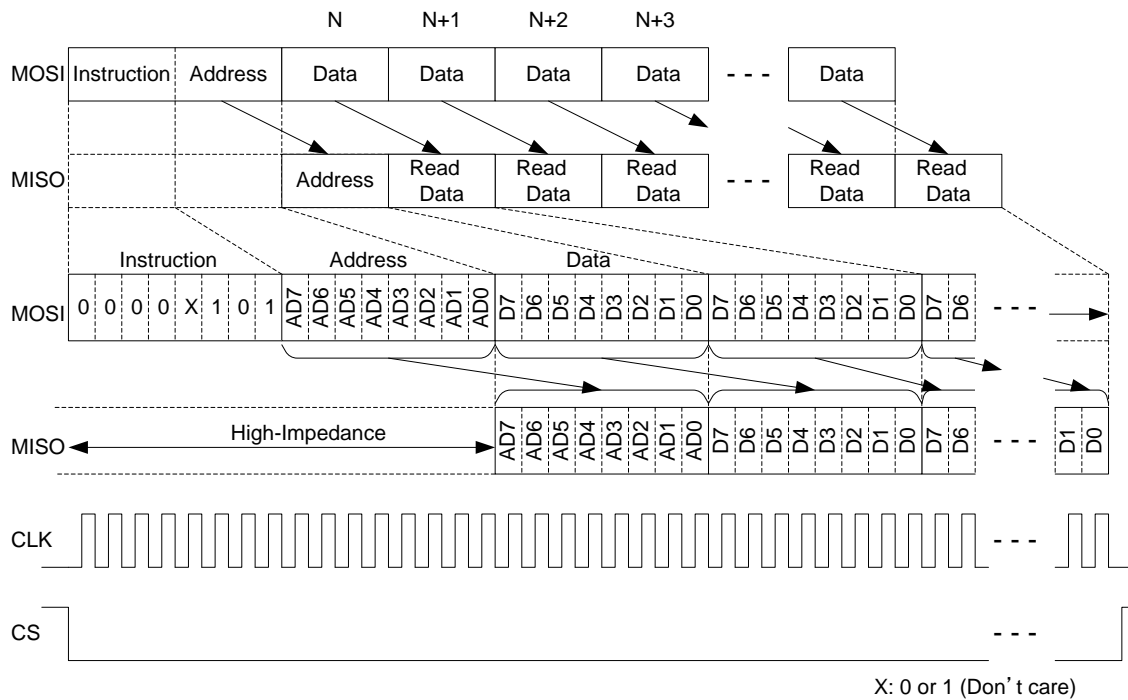 N N+1 N+2 N+3
MOSI Instruction Address Data Data Data Data - - - Data
MISO Address Read Data Read Data Read Data - - - Read Data Read Data
Instruction Address Data
MOSI 0 0 0 0 X 1 0 1 AD7 AD6 AD5 AD4 AD3 AD2 AD1 AD0 D7 D6 D5 D4 D3 D2 D1 D0 D7 D6 D5 D4 D3 D2 D1 D0 D7 D6 - - -
High-Impedance
MISO AD7 AD6 AD5 AD4 AD3 AD2 AD1 AD0 D7 D6 D5 D4 D3 D2 D1 D0 D7 D6 - - - D1 D0
CLK - - -
CS - - -
X: 0 or 1 (Don't care)